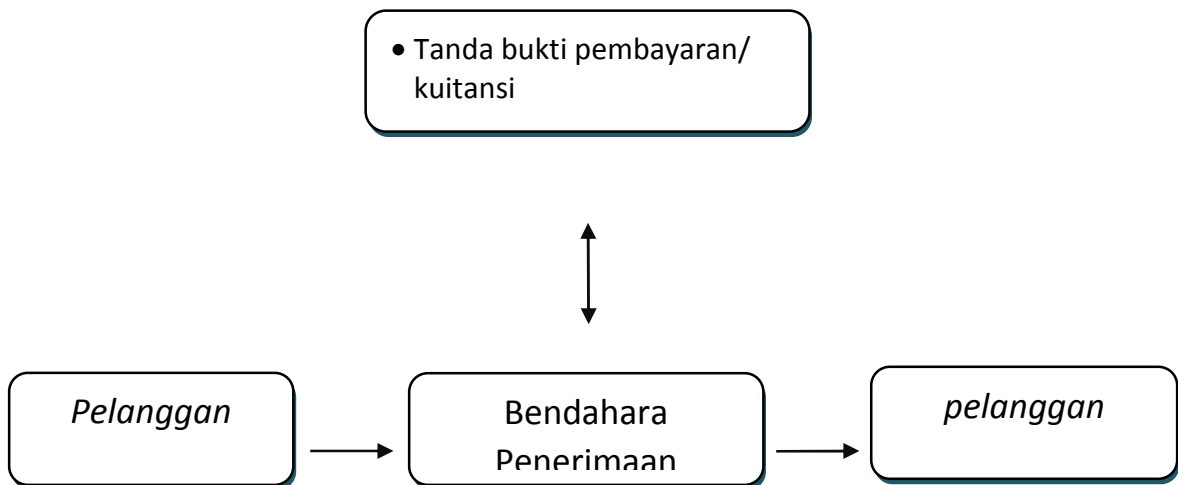 • Tanda bukti pembayaran/
kuitansi
Pelanggan
Bendahara
Penerimaan
pelanggan